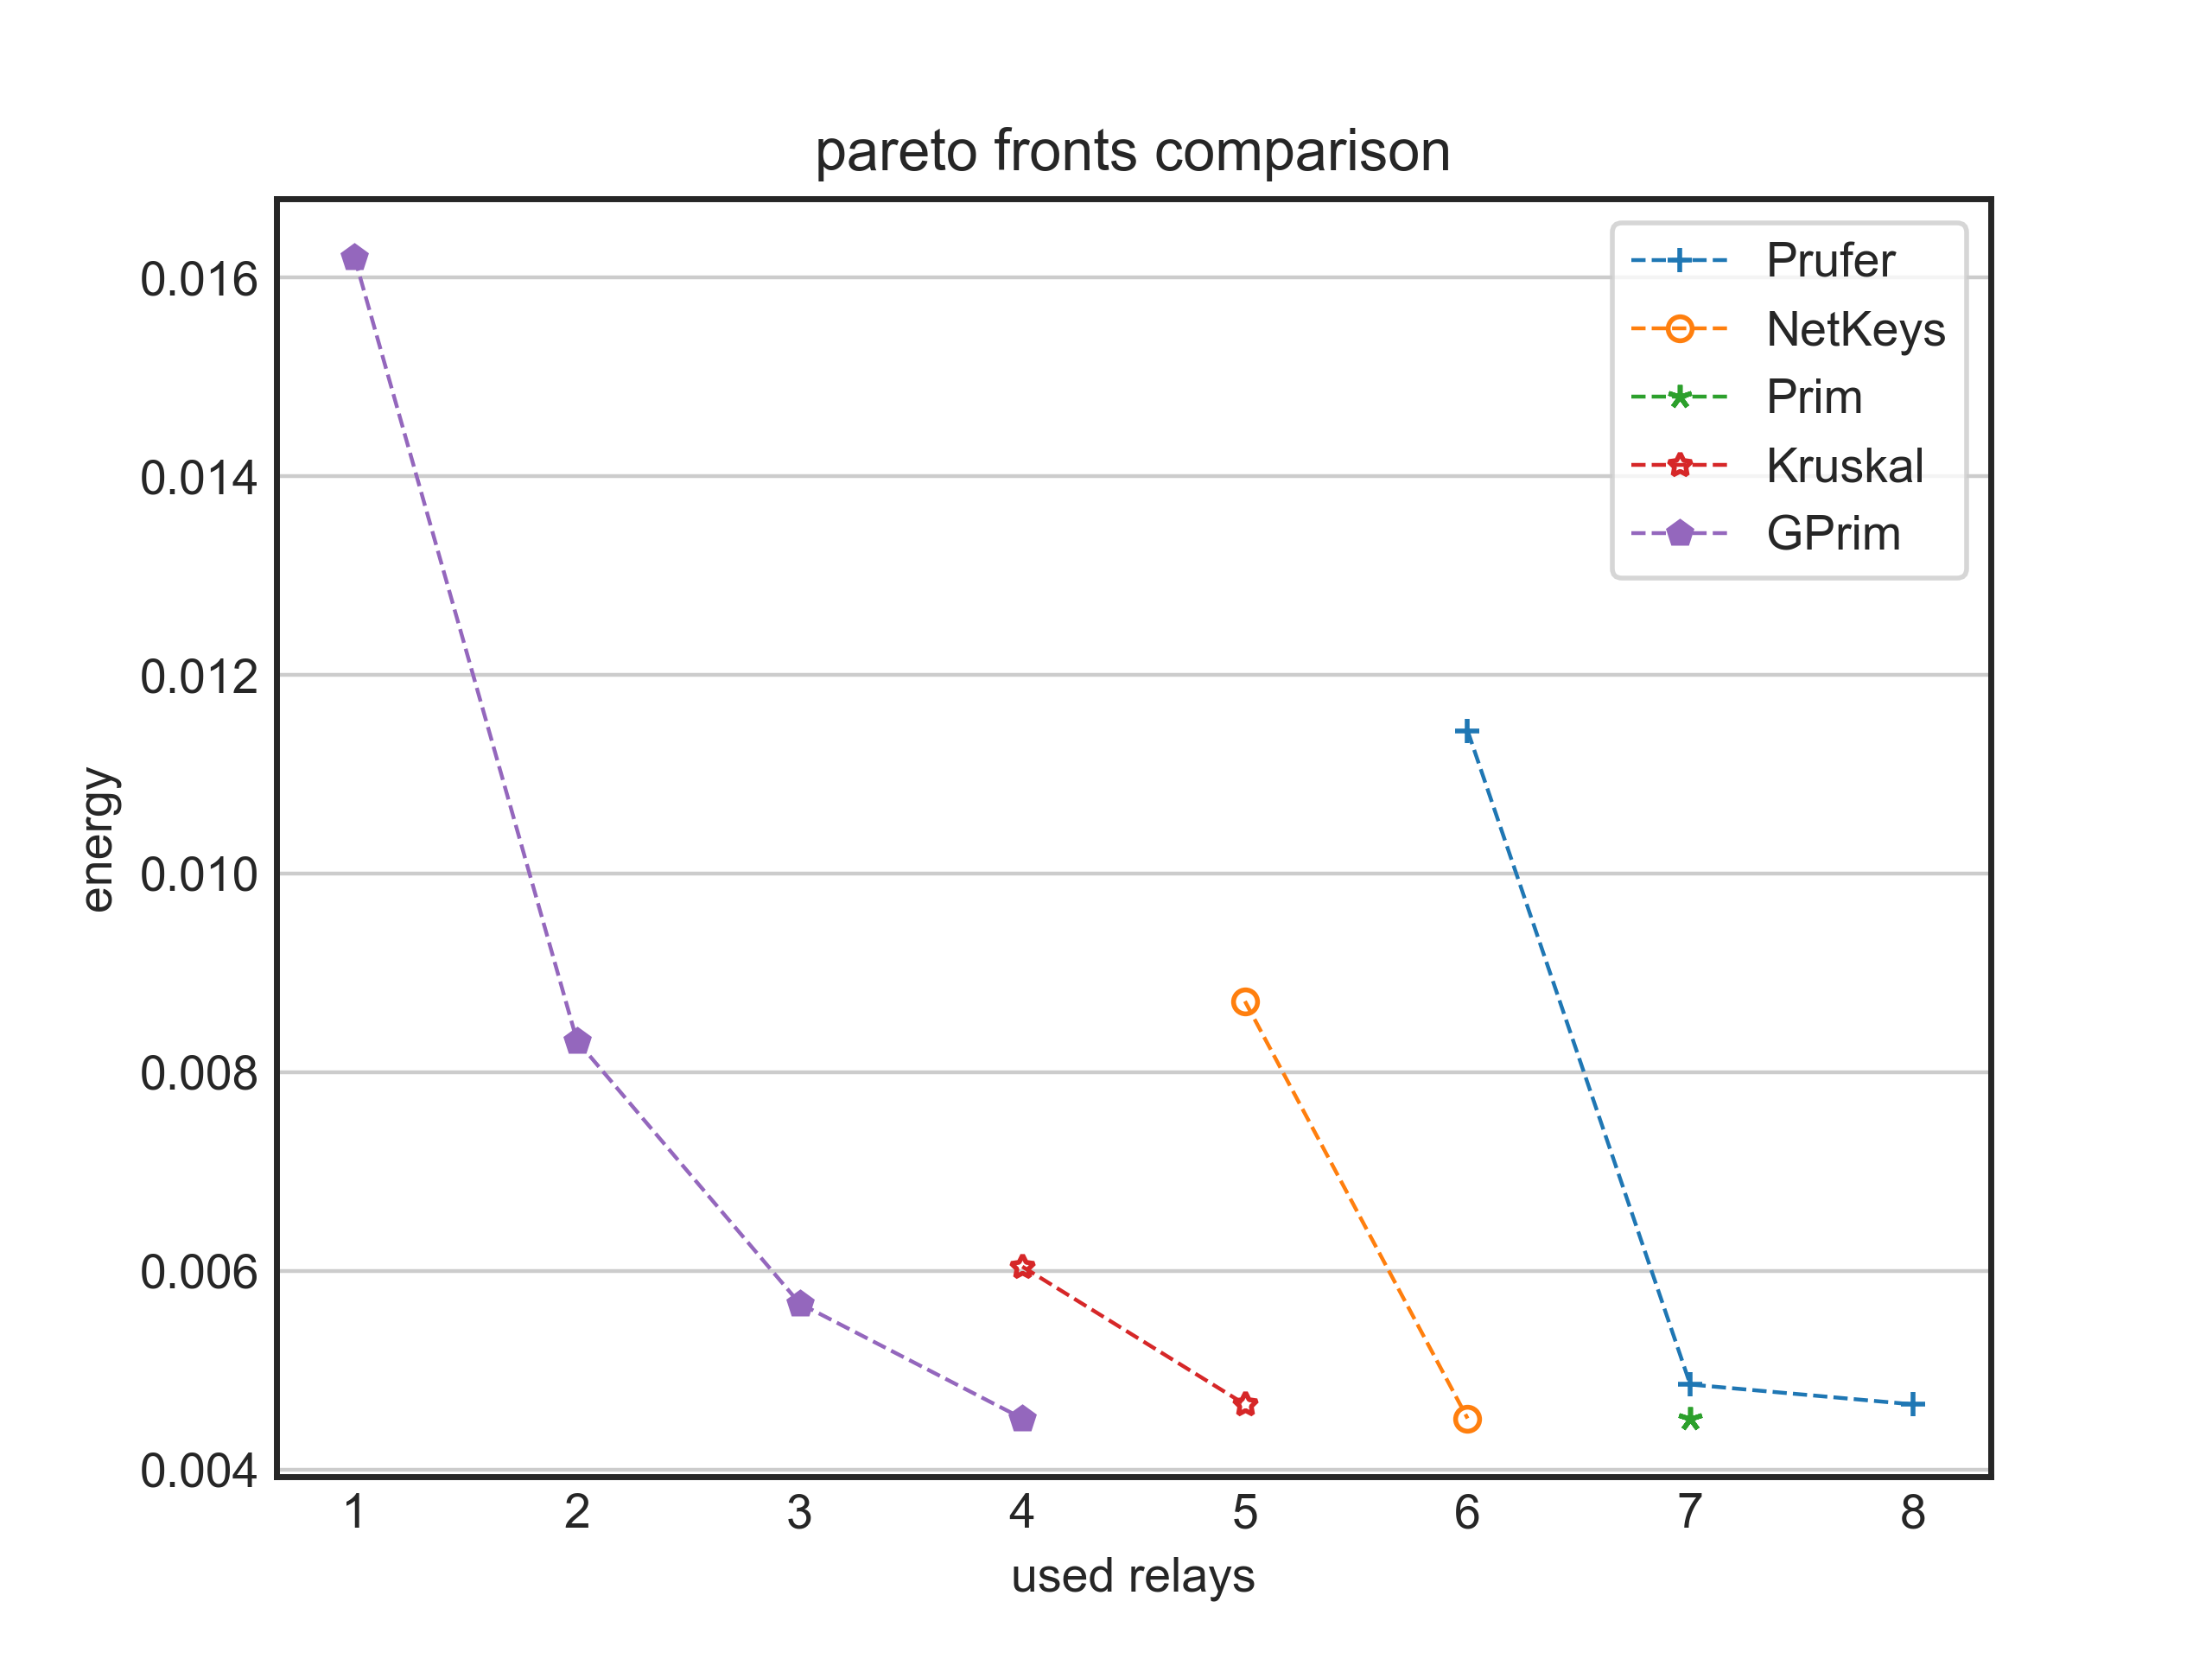 pareto fronts comparison
Prufer
NetKeys
Prim
Kruskal
GPrim
0.016
0.014
0.012
0.010
0.008
0.006
0.004
energy
1 2 3 4 5 6 7 8
used relays